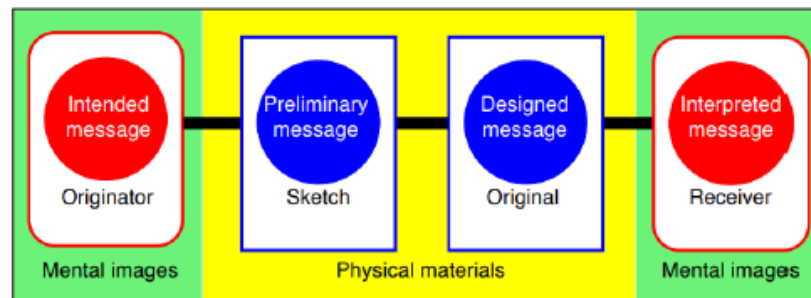 Intended
message
Originator
Preliminary
message
Sketch
Designed
message
Original
Interpreted
message
Receiver
Mental images
Physical materials
Mental images